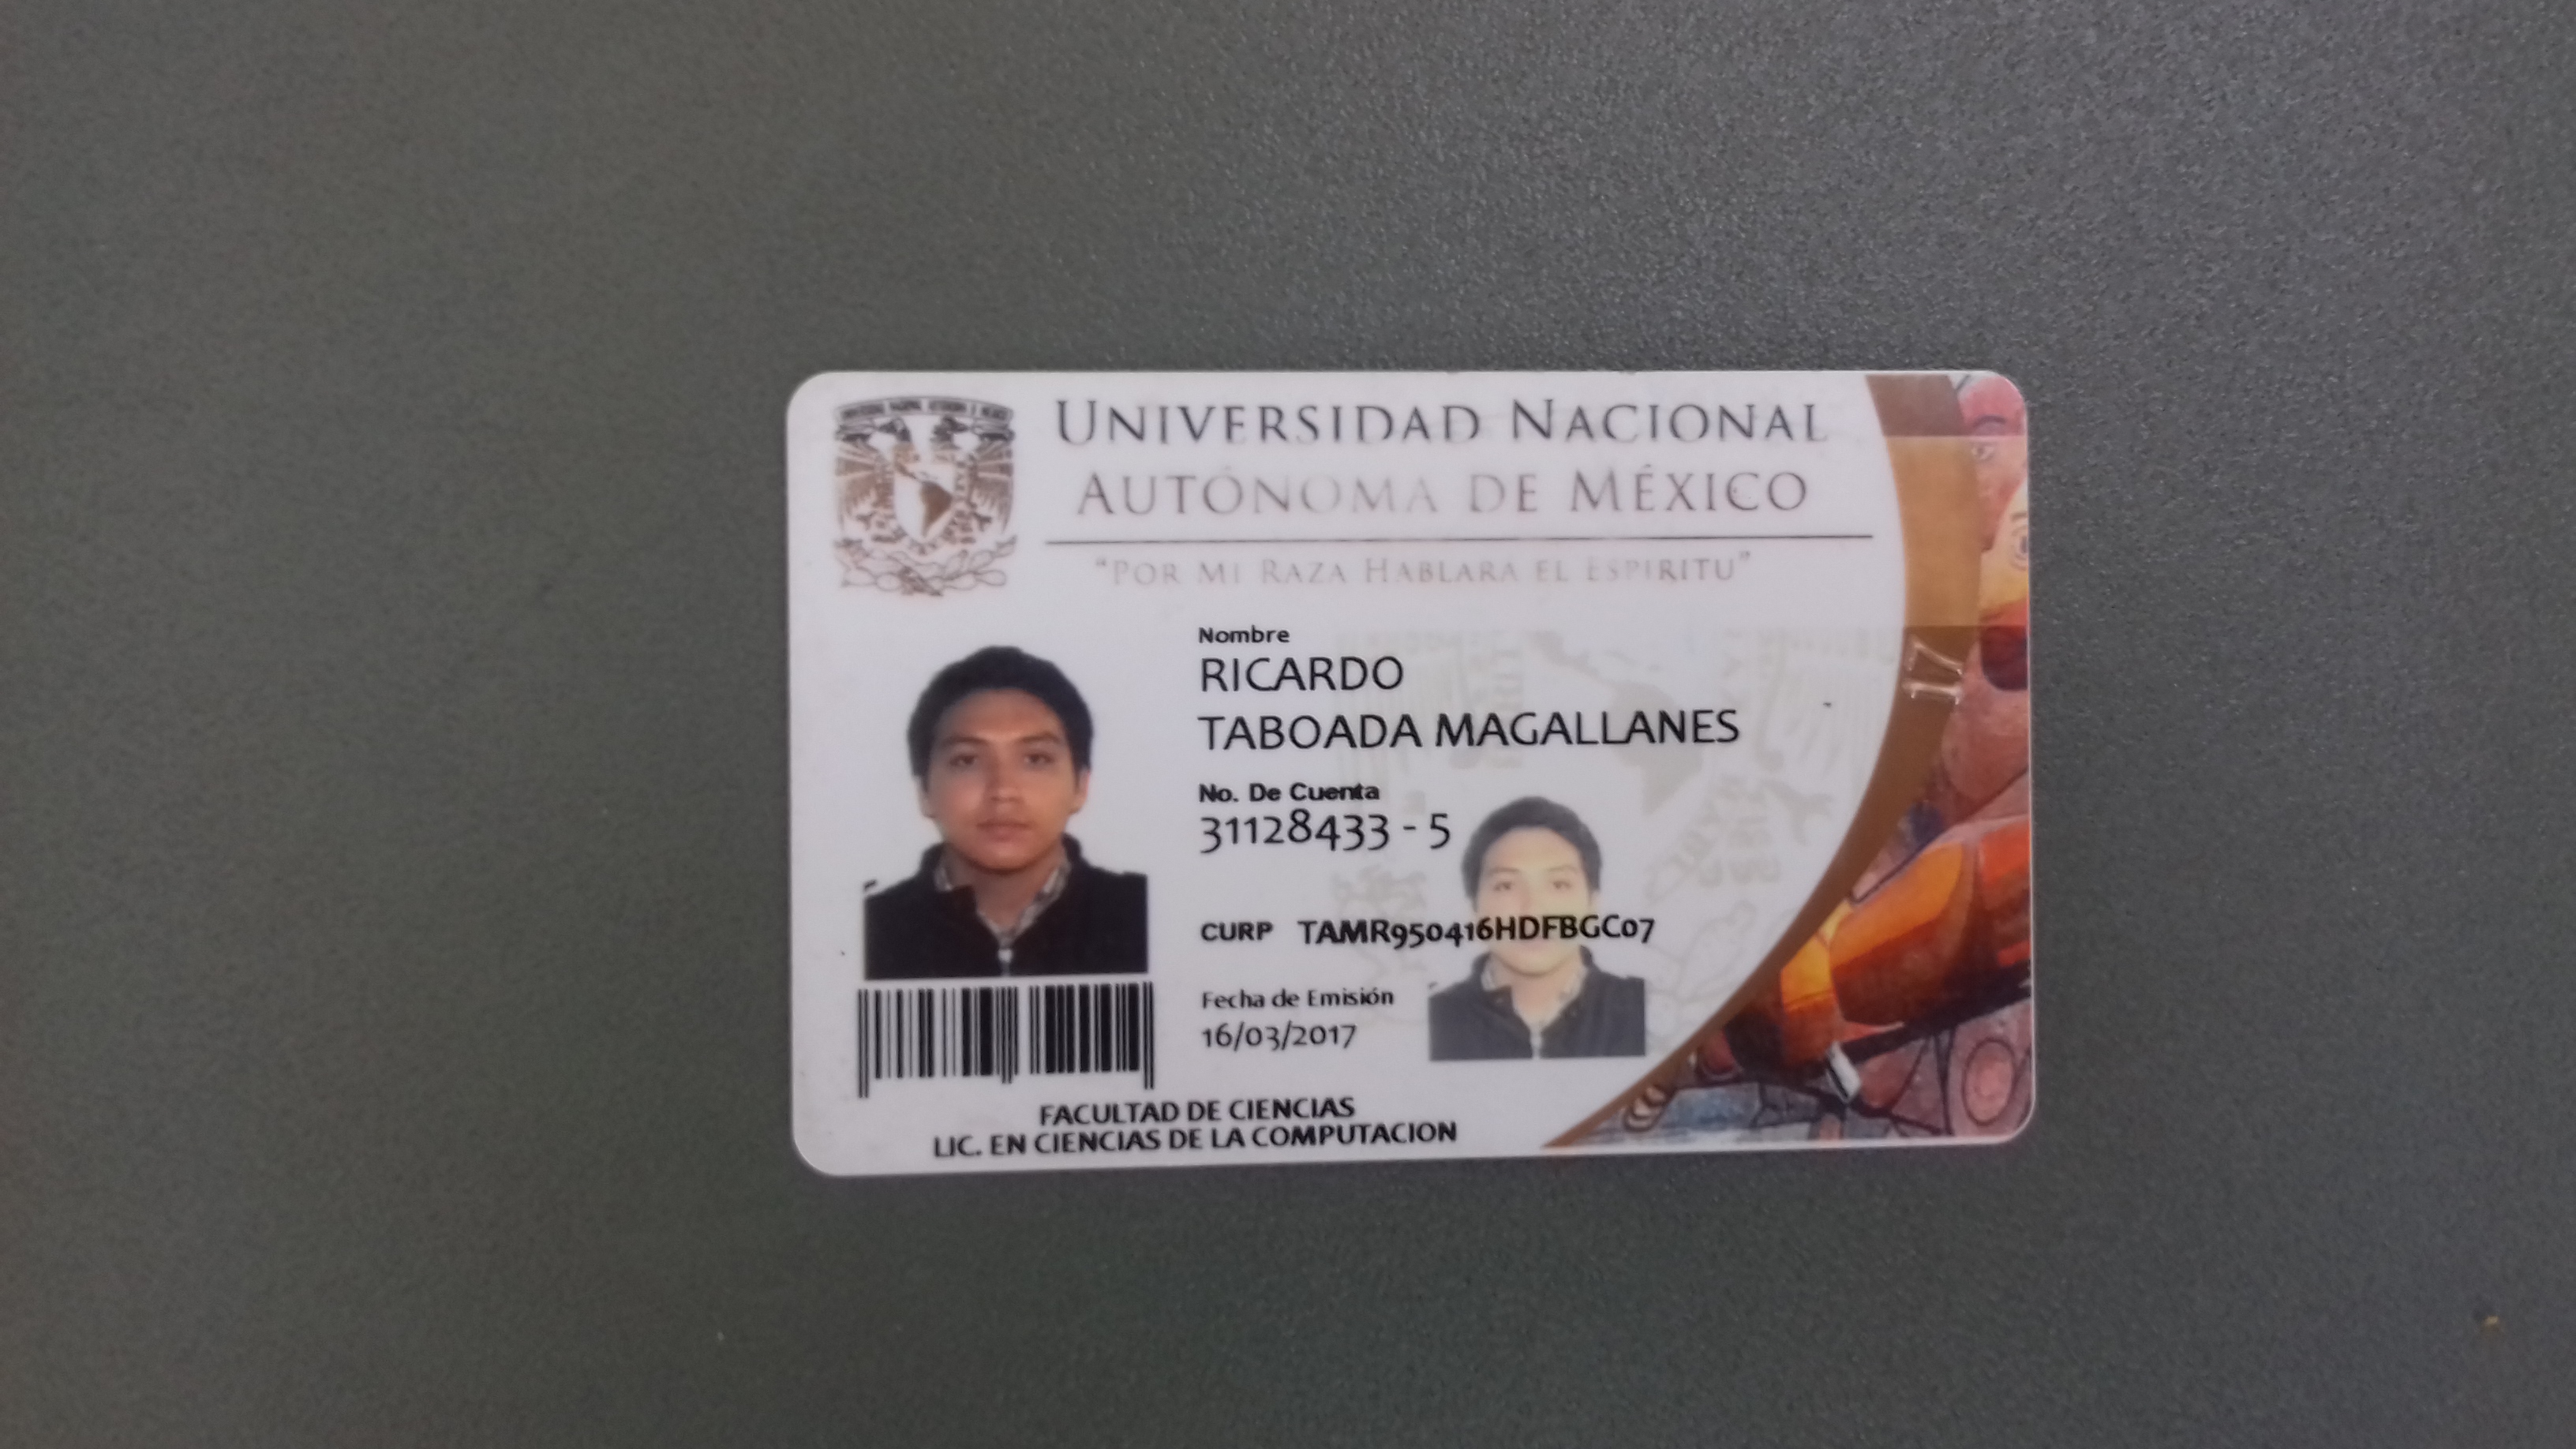 UNIVERSIDAD NACIONAL
AUTÓNOMA DE MÉXICO
"POR MI RAZA HABLARA EL ESPIRITU"
Nombre
RICARDO
TABOADA MAGALLANES
No. De Cuenta
31128433 - 5
CURP TAMR950416HDFBGC07
Fecha de Emisión
16/03/2017
FACULTAD DE CIENCIAS
LIC. EN CIENCIAS DE LA COMPUTACION